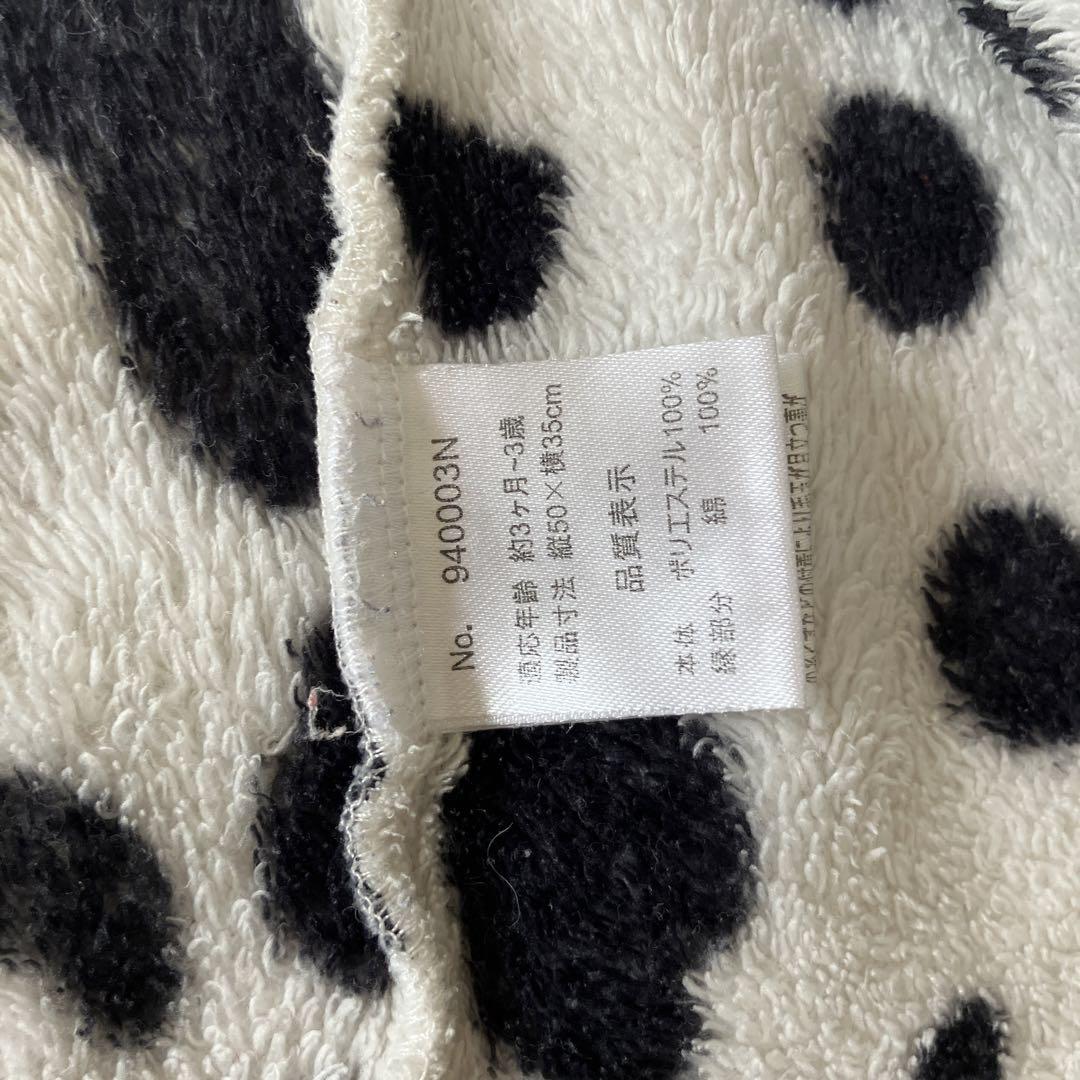 No. 940003N
適応年齢 約3ヶ月~3歳
製品寸法 縦50×横35cm
品質表示
本体 ポリエステル100%
縁部分 綿 100%